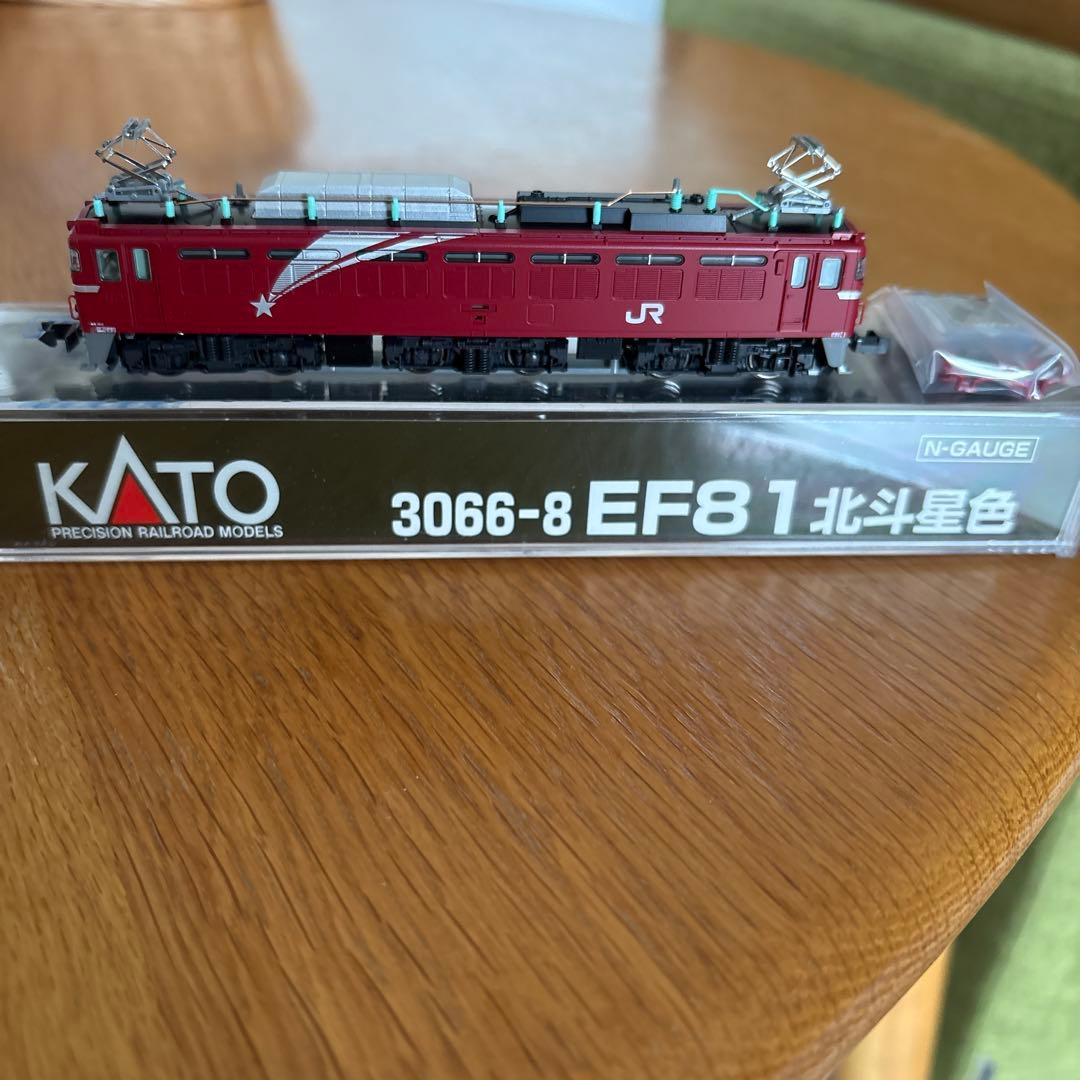 JR
N-GAUGE
KATO
3066-8 EF81 北斗星色
PRECISION RAILROAD MODELS